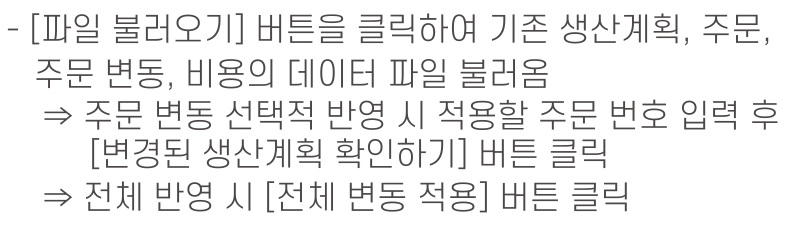 - [파일 불러오기] 버튼을 클릭하여 기존 생산계획, 주문,
주문 변동, 비용의 데이터 파일 불러옴
⇒ 주문 변동 선택적 반영 시 적용할 주문 번호 입력 후
[변경된 생산계획 확인하기] 버튼 클릭
⇒ 전체 반영 시 [전체 변동 적용] 버튼 클릭